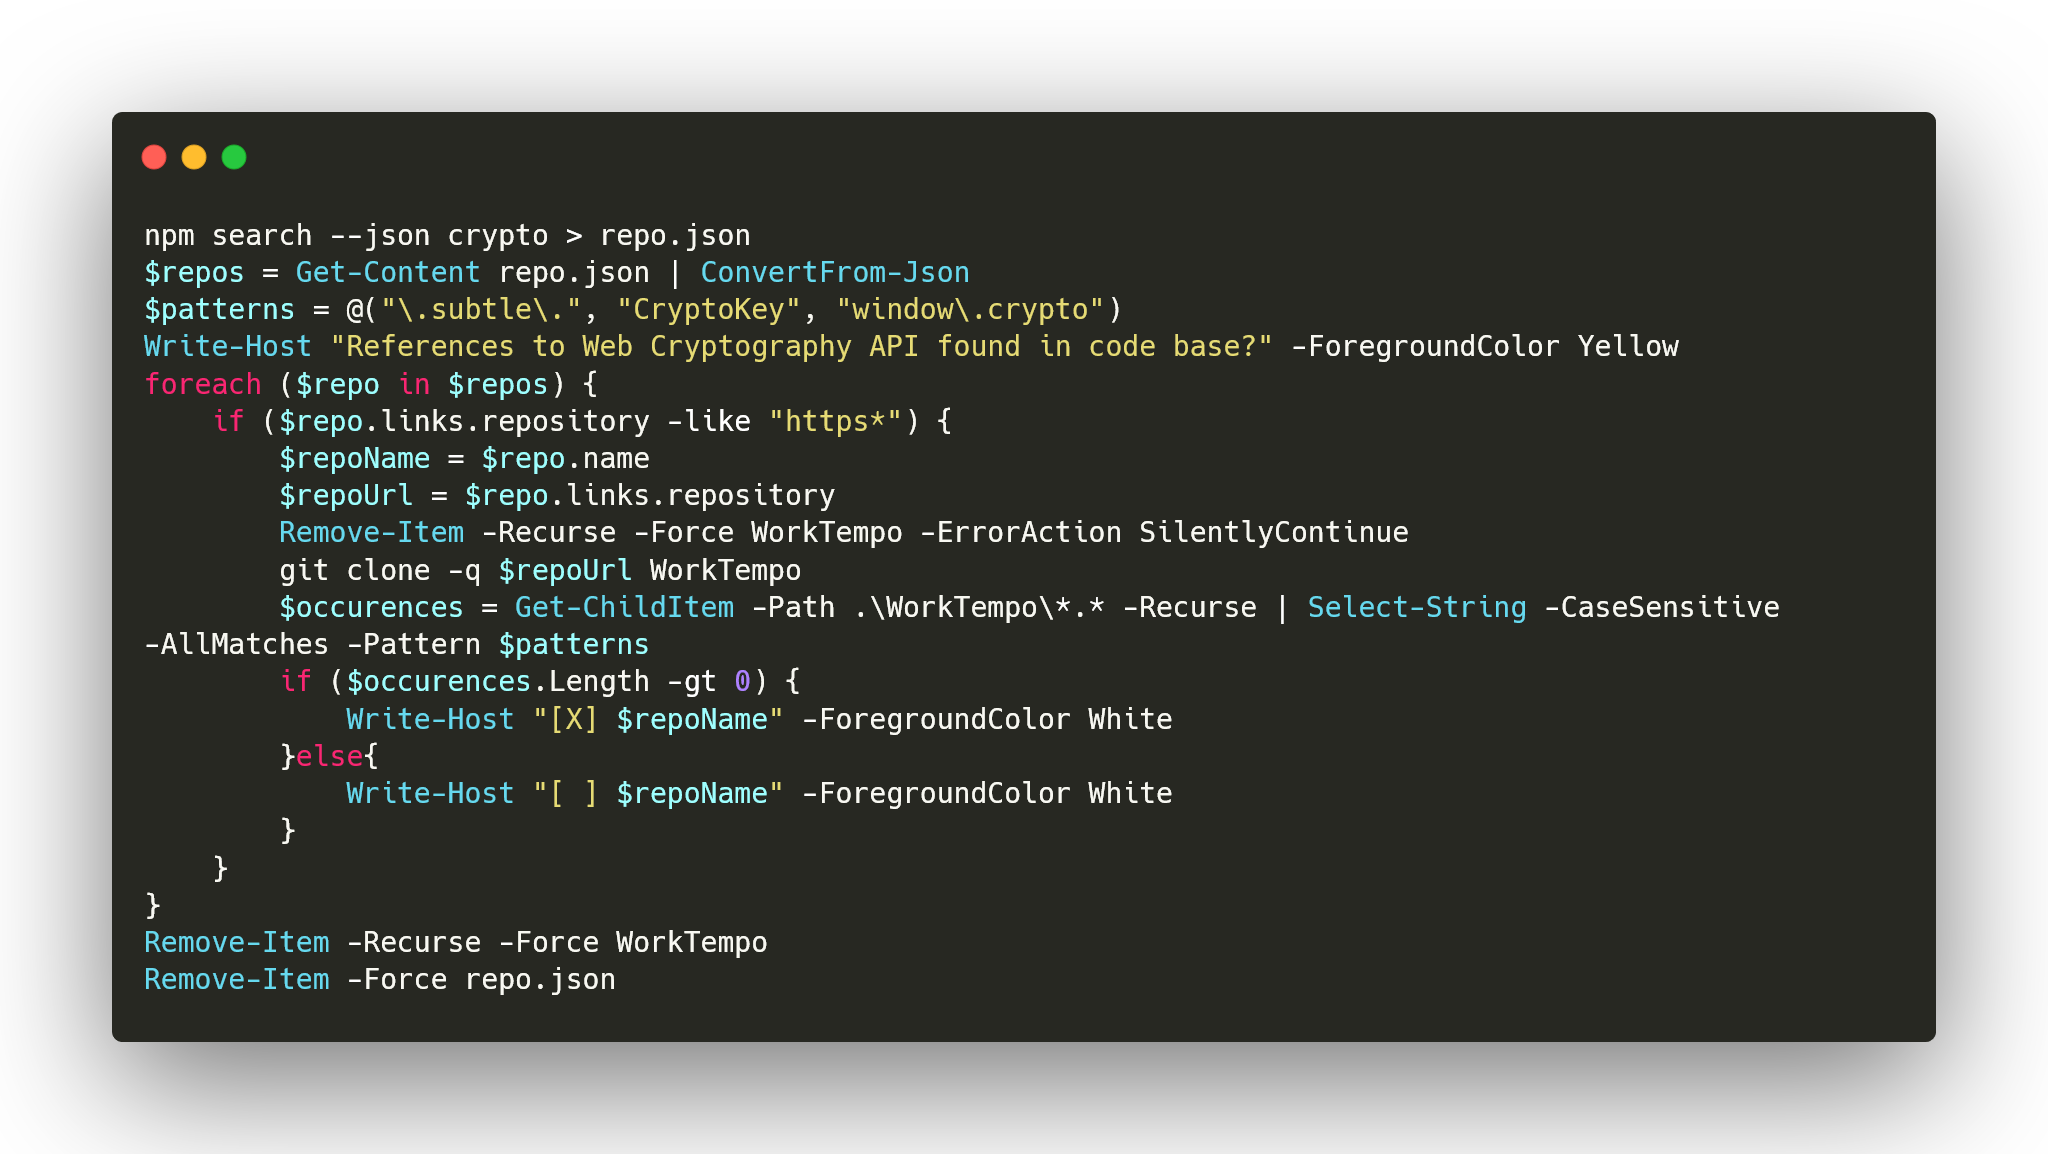 npm search --json crypto > repo.json
$repos = Get-Content repo.json | ConvertFrom-Json
$patterns = @("\.subtle\.", "CryptoKey", "window\.crypto")
Write-Host "References to Web Cryptography API found in code base?" -ForegroundColor Yellow
foreach ($repo in $repos) {
    if ($repo.links.repository -like "https*") {
        $repoName = $repo.name
        $repoUrl = $repo.links.repository
        Remove-Item -Recurse -Force WorkTempo -ErrorAction SilentlyContinue
        git clone -q $repoUrl WorkTempo
        $occurences = Get-ChildItem -Path .\WorkTempo\*.* -Recurse | Select-String -CaseSensitive
-AllMatches -Pattern $patterns
        if ($occurences.Length -gt 0) {
            Write-Host "[X] $repoName" -ForegroundColor White
        }else{
            Write-Host "[ ] $repoName" -ForegroundColor White
        }
    }
}
Remove-Item -Recurse -Force WorkTempo
Remove-Item -Force repo.json